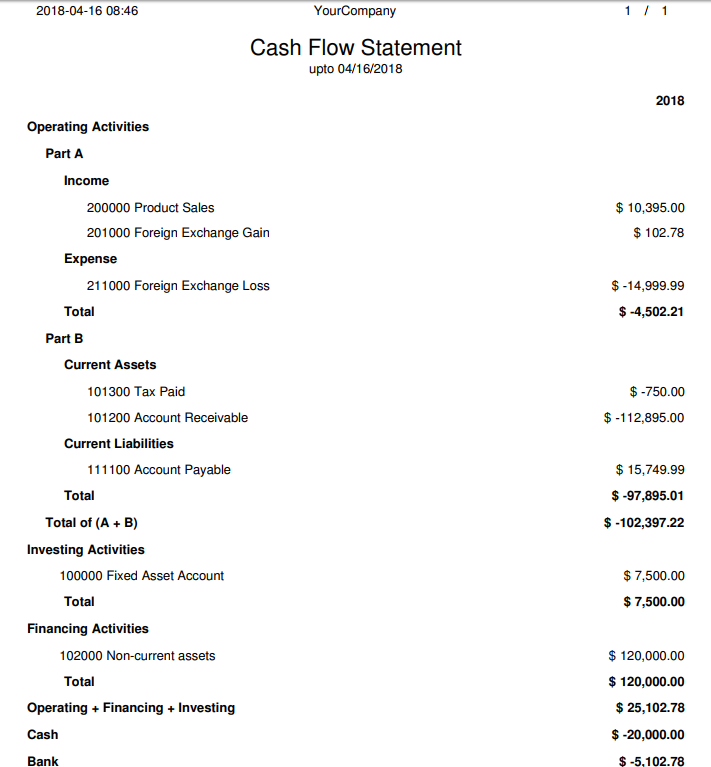 2018-04-16 08:46 YourCompany 1 / 1
Cash Flow Statement
upto 04/16/2018
2018
Operating Activities
Part A
Income
200000 Product Sales $ 10,395.00
201000 Foreign Exchange Gain $ 102.78
Expense
211000 Foreign Exchange Loss $ -14,999.99
Total $ -4,502.21
Part B
Current Assets
101300 Tax Paid $ -750.00
101200 Account Receivable $ -112,895.00
Current Liabilities
111100 Account Payable $ 15,749.99
Total $ -97,895.01
Total of (A + B) $ -102,397.22
Investing Activities
100000 Fixed Asset Account $ 7,500.00
Total $ 7,500.00
Financing Activities
102000 Non-current assets $ 120,000.00
Total $ 120,000.00
Operating + Financing + Investing $ 25,102.78
Cash $ -20,000.00
Bank $ -5,102.78